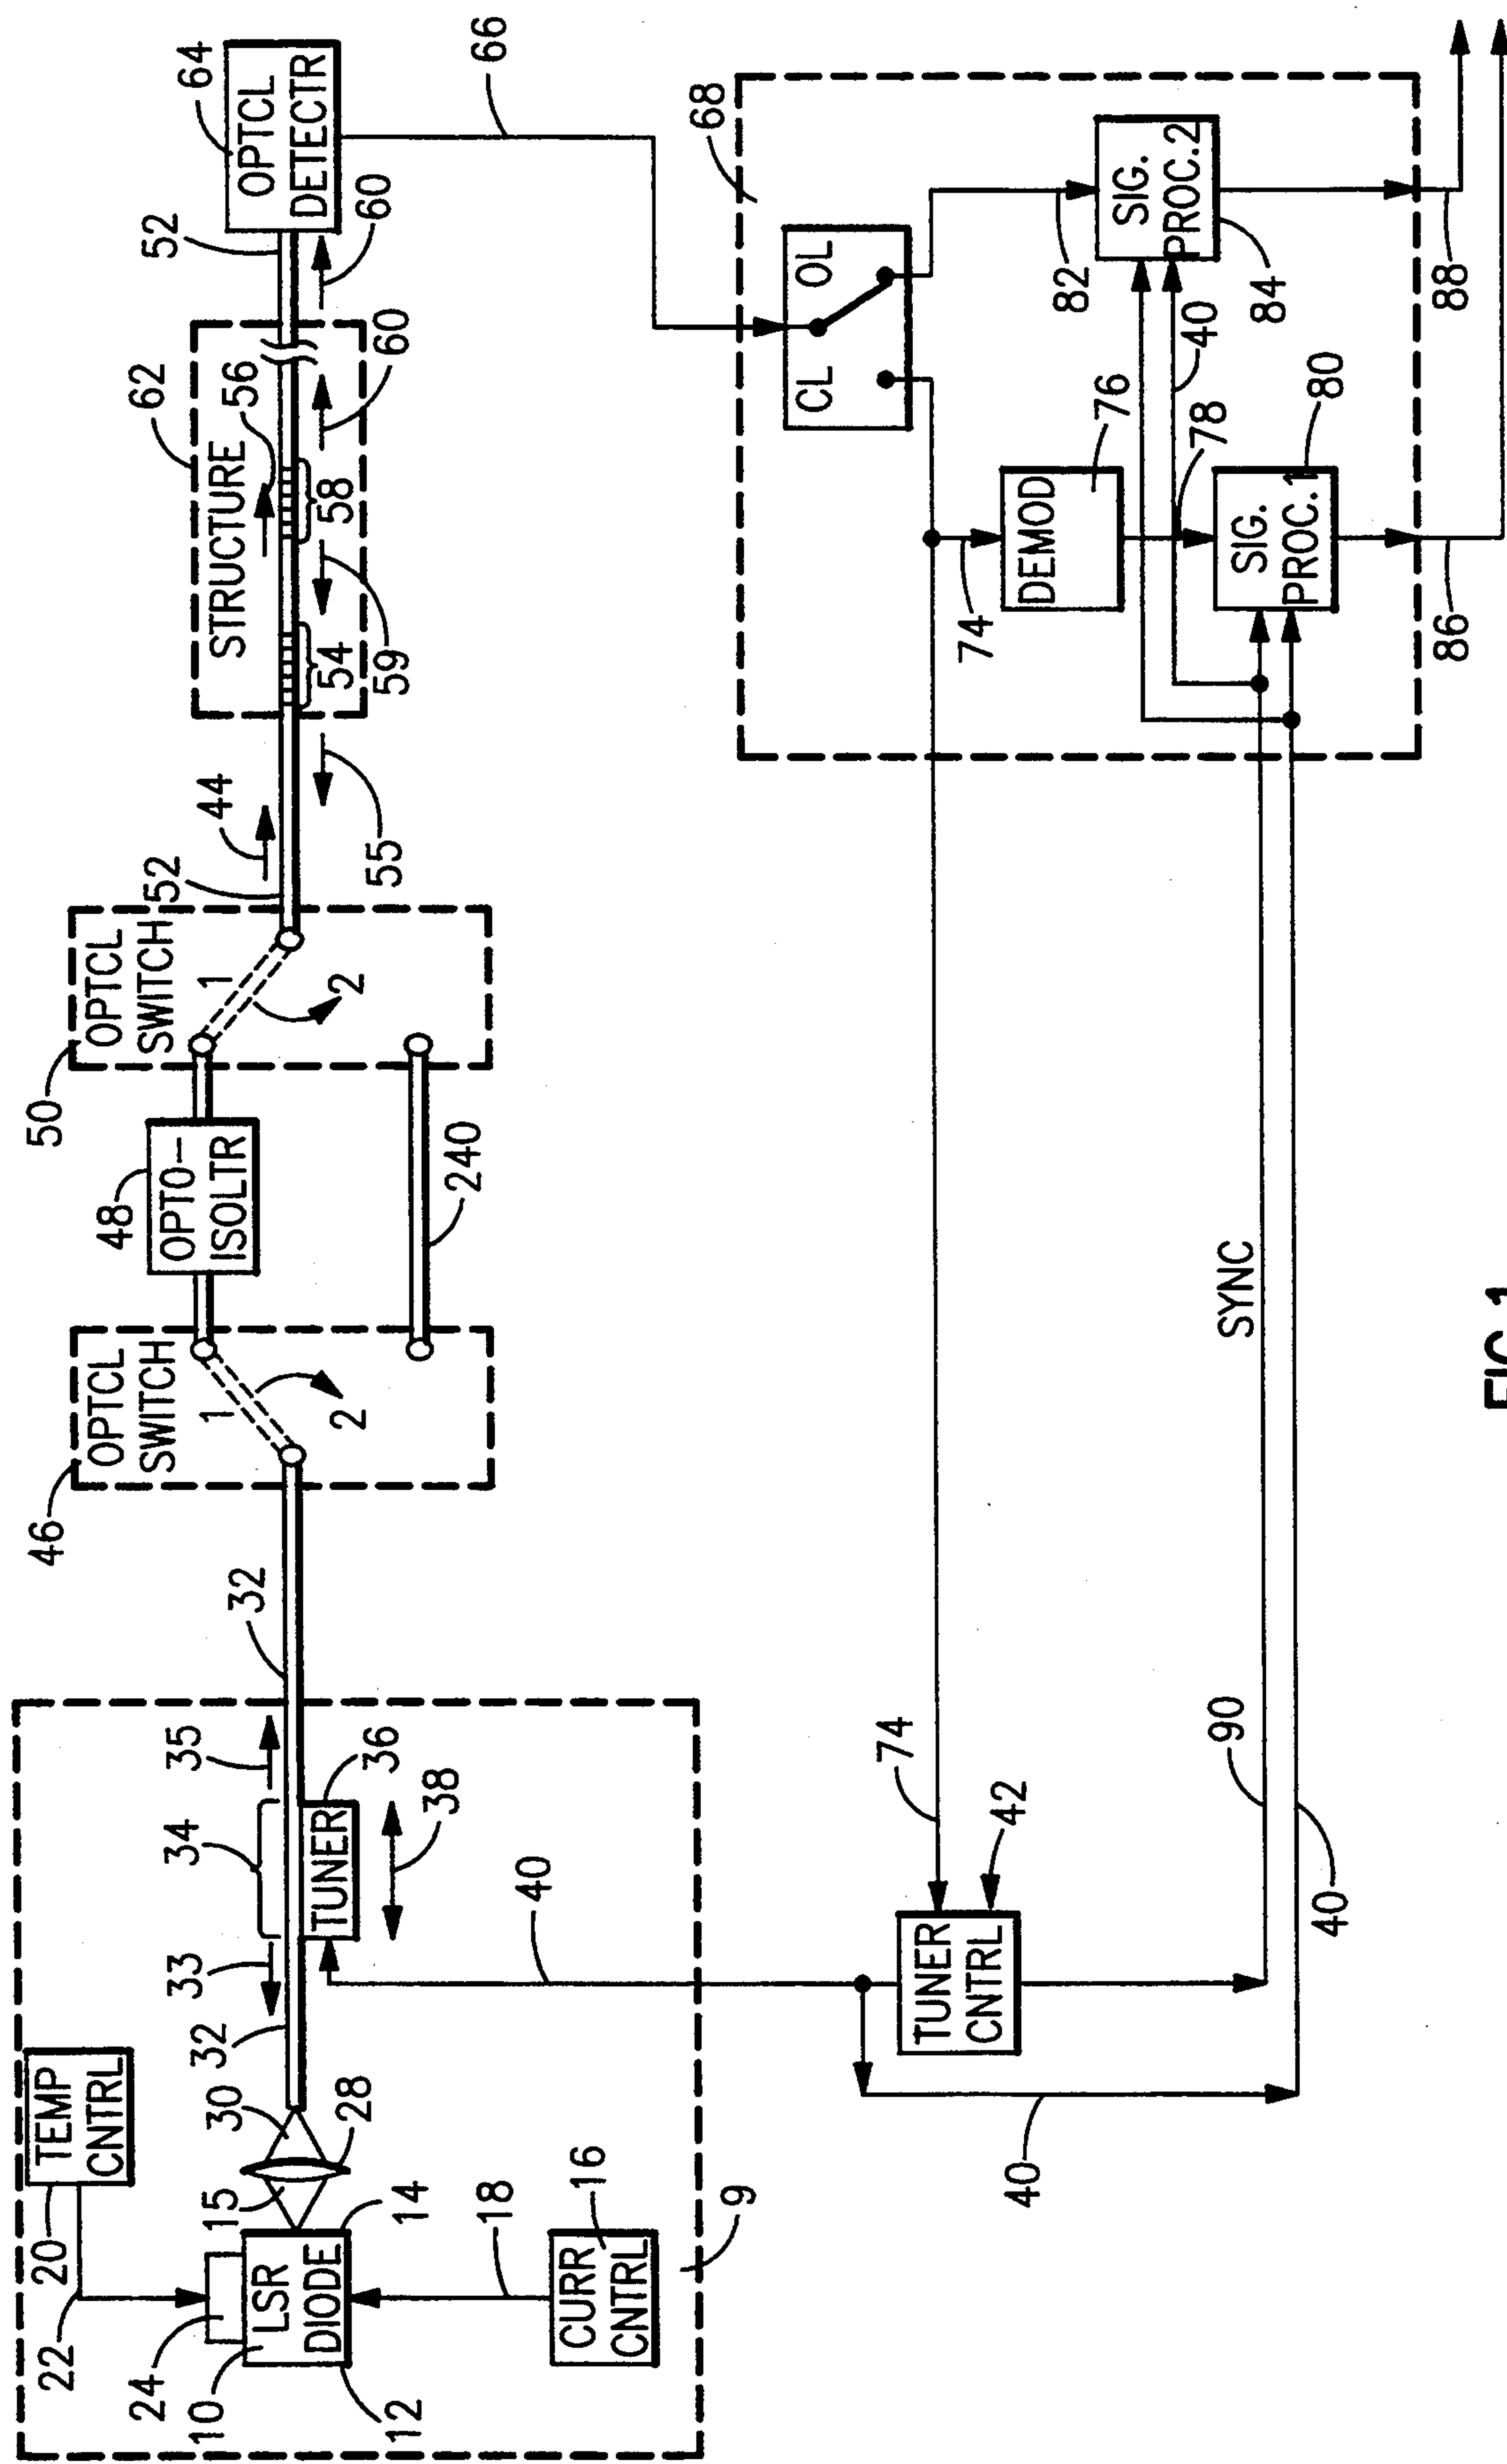 20
TEMP
CNTRL
22
24
15
30
32
33
34
35
32
10
LSR
DIODE
12
14
28
TUNER
36
38
18
16
CURR
CNTRL
9
40
46
OPTCL
SWITCH
1
2
48
OPTO-
ISOLTR
240
50
OPTCL
SWITCH
1
2
52
44
55
62
STRUCTURE
56
54
59
58
60
52
60
64
OPTCL
DETECTR
66
74
42
TUNER
CNTRL
40
90
40
SYNC
68
CL
OL
74
DEMOD
76
82
78
40
SIG.
PROC.1
80
SIG.
PROC.2
84
86
88
FIG.1